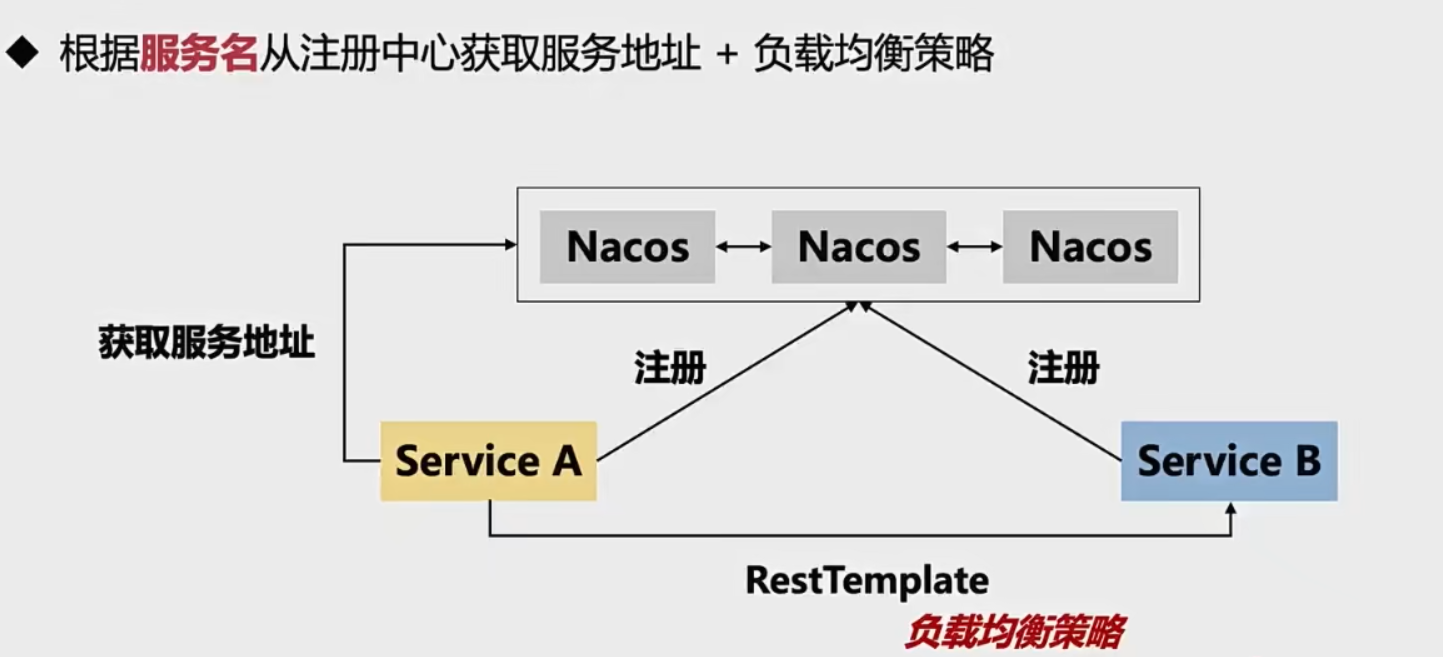 根据服务名从注册中心获取服务地址 + 负载均衡策略
Nacos Nacos Nacos
获取服务地址
注册 注册
Service A Service B
RestTemplate
负载均衡策略